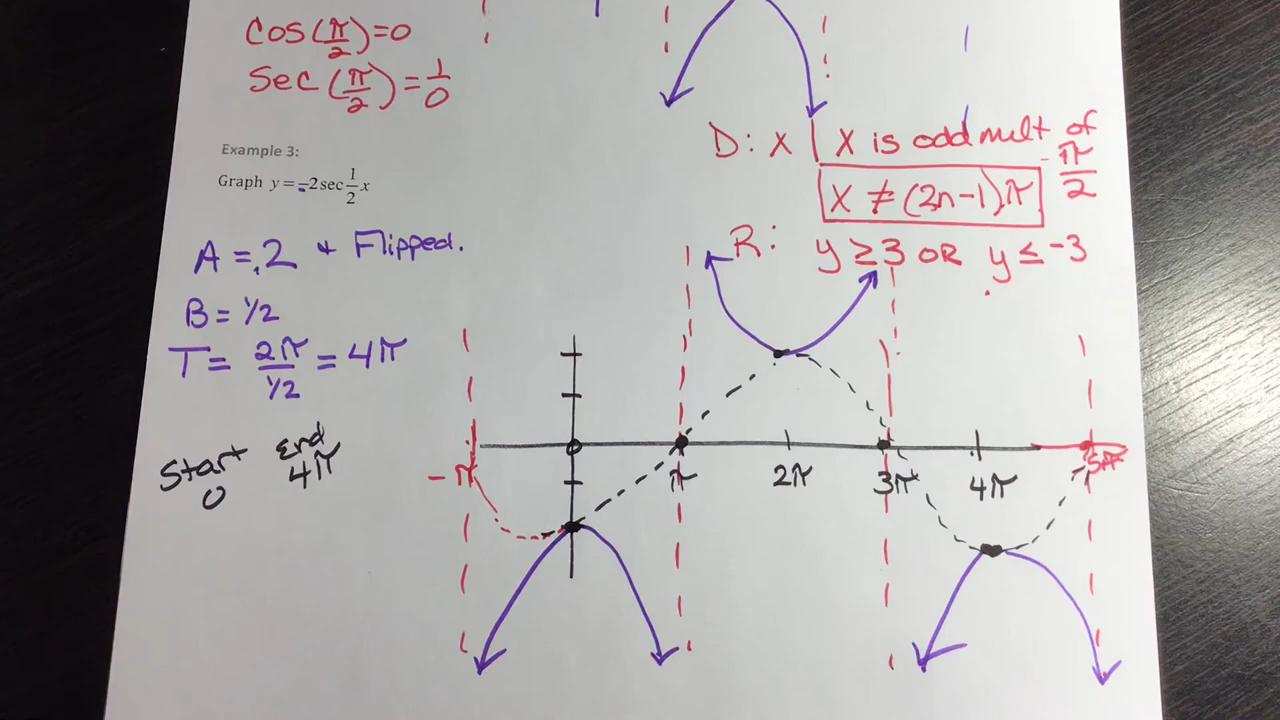 cos(π/2)=0
Sec(π/2)=1/0
D: x | x is odd mult of π/2
x ≠ (2n-1)π
R: y ≥ 3 OR y ≤ -3
Example 3:
Graph y = -2 sec 1/2 x
A = 2 + Flipped.
B = 1/2
T = 2π/1/2 = 4π
Start End
0 4π
-π π 2π 3π 4π 5π